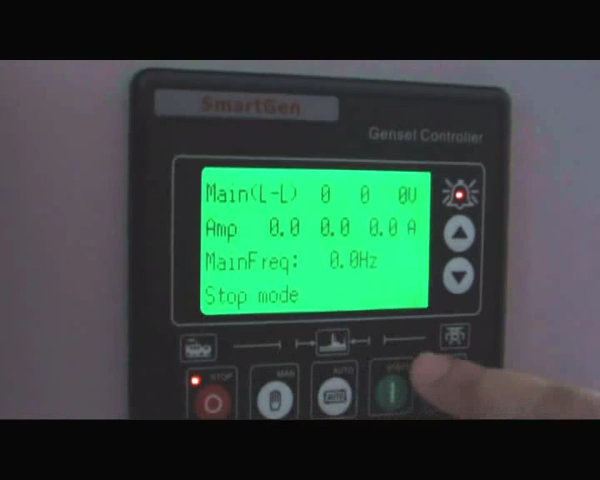 SmartGen
Genset Controller
Main(L-L) 0 0 0V
Amp 0.0 0.0 0.0 A
MainFreq: 0.0Hz
Stop mode
STOP MAN AUTO
AUTO